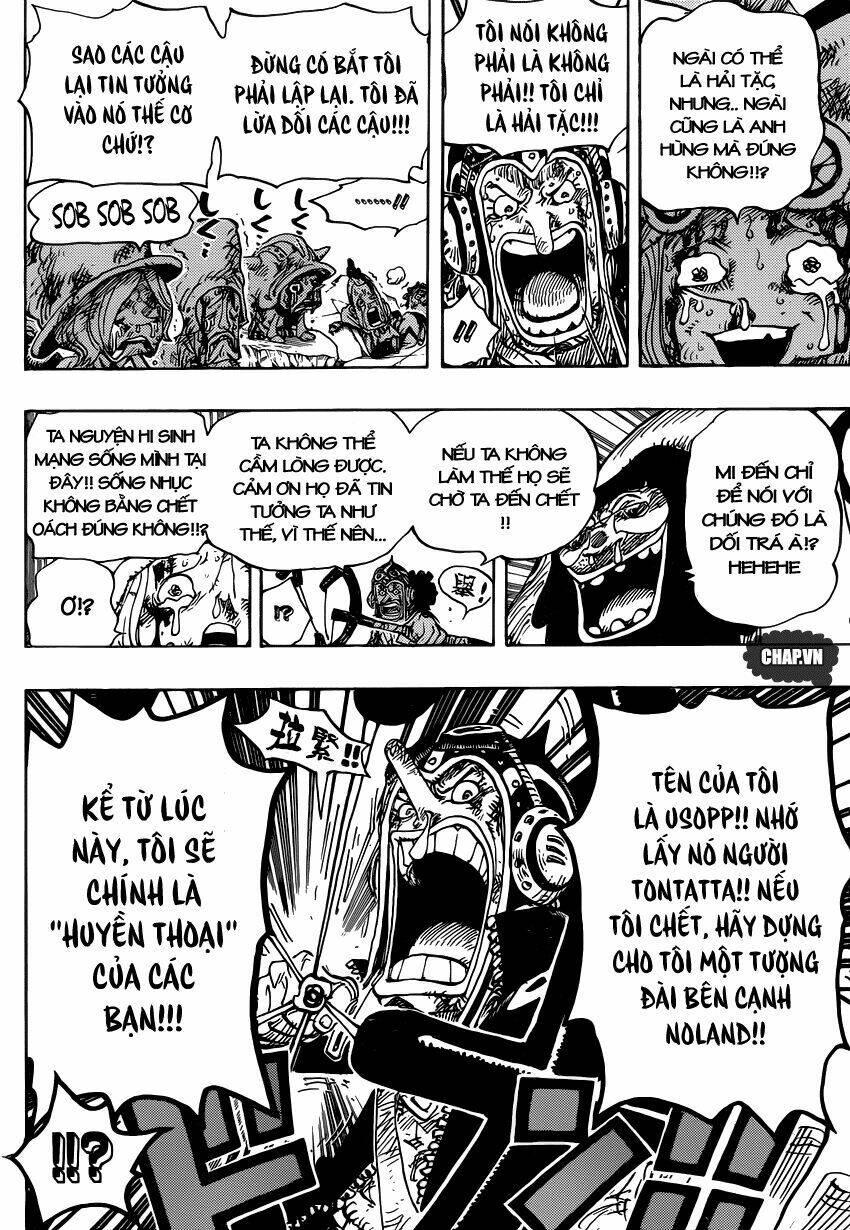 NGÀI CÓ THỂ
LÀ HẢI TẶC,
NHƯNG.. NGÀI
CŨNG LÀ ANH
HÙNG MÀ ĐÚNG
KHÔNG!!?
TÔI NÓI KHÔNG
PHẢI LÀ KHÔNG
PHẢI!! TÔI CHỈ
LÀ HẢI TẶC!!!
!!
ĐỪNG CÓ BẮT TÔI
PHẢI LẬP LẠI. TÔI ĐÃ
LỪA DỐI CÁC CẬU!!!
SAO CÁC CẬU
LẠI TIN TƯỞNG
VÀO NÓ THẾ CƠ
CHỨ!?
......!!
SOB SOB SOB
MI ĐẾN CHỈ
ĐỂ NÓI VỚI
CHÚNG ĐÓ LÀ
DỐI TRÁ À!?
HEHEHE
NẾU TA KHÔNG
LÀM THẾ HỌ SẼ
CHỜ TA ĐẾN CHẾT
!!
TA KHÔNG THỂ
CẦM LÒNG ĐƯỢC.
CẢM ƠN HỌ ĐÃ TIN
TƯỞNG TA NHƯ
THẾ, VÌ THẾ NÊN...
!?
TA NGUYỆN HI SINH
MẠNG SỐNG MÌNH TẠI
ĐÂY!! SỐNG NHỤC
KHÔNG BẰNG CHẾT
OÁCH ĐÚNG KHÔNG!!?
Ơ!?
CHAP.VN
TÊN CỦA TÔI
LÀ USOPP!! NHỚ
LẤY NÓ NGƯỜI
TONTATTA!! NẾU
TÔI CHẾT, HÃY DỰNG
CHO TÔI MỘT TƯỢNG
ĐÀI BÊN CẠNH
NOLAND!!
拉緊!!
KỂ TỪ LÚC
NÀY, TÔI SẼ
CHÍNH LÀ
"HUYỀN THOẠI"
CỦA CÁC
BẠN!!!
!!?
ドンッ!!